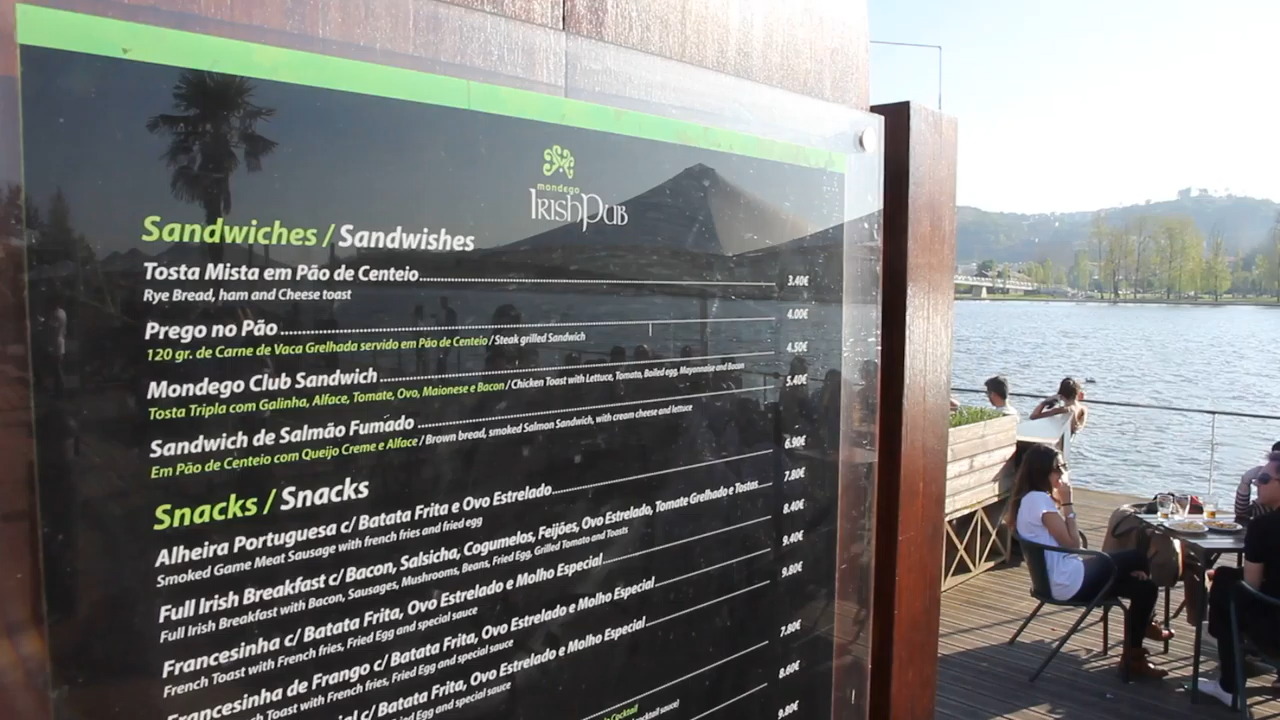 mondego
IRISH PUB
Sandwiches / Sandwishes
Tosta Mista em Pão de Centeio 3.40€
Rye Bread, ham and Cheese toast
Prego no Pão 4.00€
120 gr. de Carne de Vaca Grelhada servido em Pão de Centeio / Steak grilled Sandwich
Mondego Club Sandwich 4.50€
Tosta Tripla com Galinha, Alface, Tomate, Ovo, Maionese e Bacon / Chicken Toast with Lettuce, Tomato, Boiled egg, Mayonnaise and Bacon
Sandwich de Salmão Fumado 5.40€
Em Pão de Centeio com Queijo Creme e Alface / Brown bread, smoked Salmon Sandwich, with cream cheese and lettuce
Snacks / Snacks
Alheira Portuguesa c/ Batata Frita e Ovo Estrelado 6.90€
Smoked Game Meat Sausage with french fries and fried egg
Full Irish Breakfast c/ Bacon, Salsicha, Cogumelos, Feijões, Ovo Estrelado, Tomate Grelhado e Tostas 7.80€
Full Irish Breakfast with Bacon, Sausages, Mushrooms, Beans, Fried Egg, Grilled Tomato and Toasts
Francesinha c/ Batata Frita, Ovo Estrelado e Molho Especial 8.40€
French Toast with French fries, Fried Egg and special sauce
Francesinha de Frango c/ Batata Frita, Ovo Estrelado e Molho Especial 9.40€
Toast with French fries, Fried Egg and special sauce
c/ Batata Frita, Ovo Estrelado e Molho Especial 9.80€
Egg and special sauce
7.80€
Cocktail
8.60€
9.80€